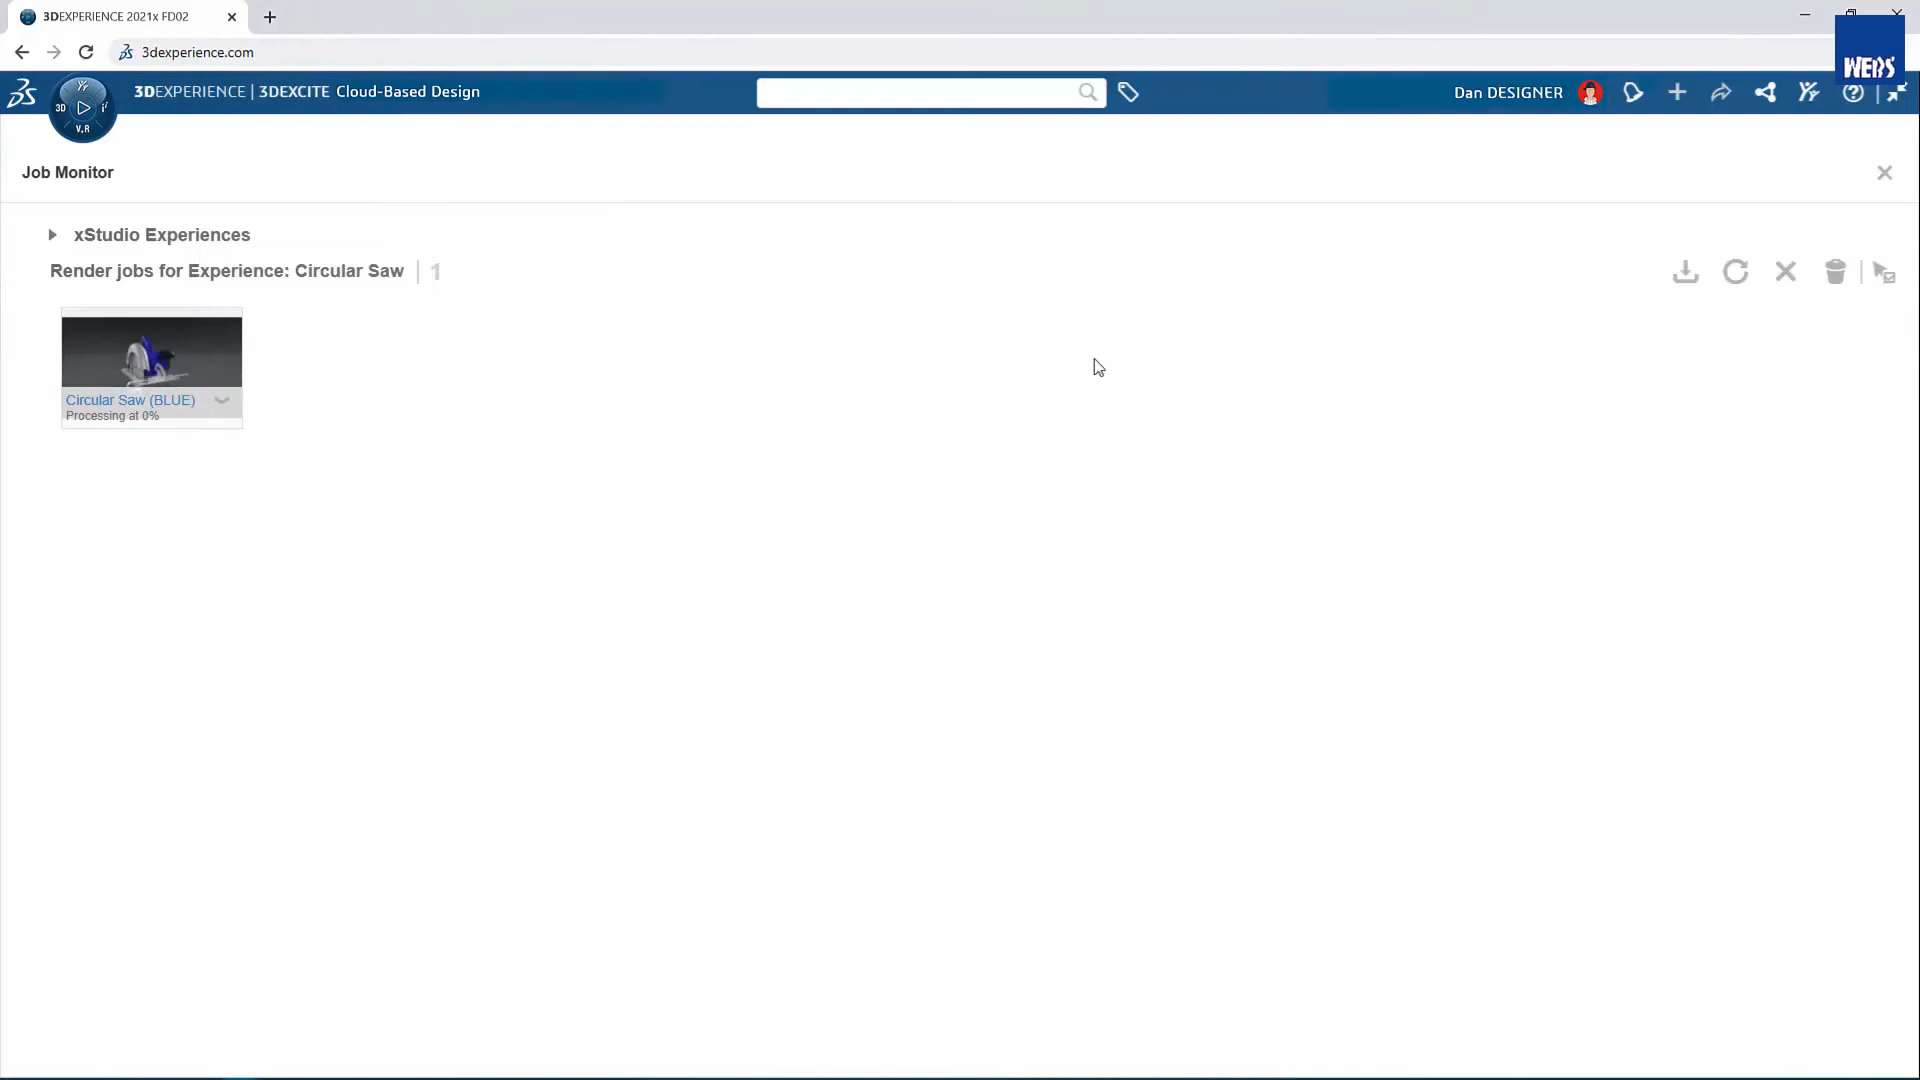 3DEXPERIENCE 2021x FD02
3dexperience.com
WEBS
3DEXPERIENCE | 3DEXCITE Cloud-Based Design
Dan DESIGNER
3D
V.R
Job Monitor
xStudio Experiences
Render jobs for Experience: Circular Saw | 1
Circular Saw (BLUE)
Processing at 0%